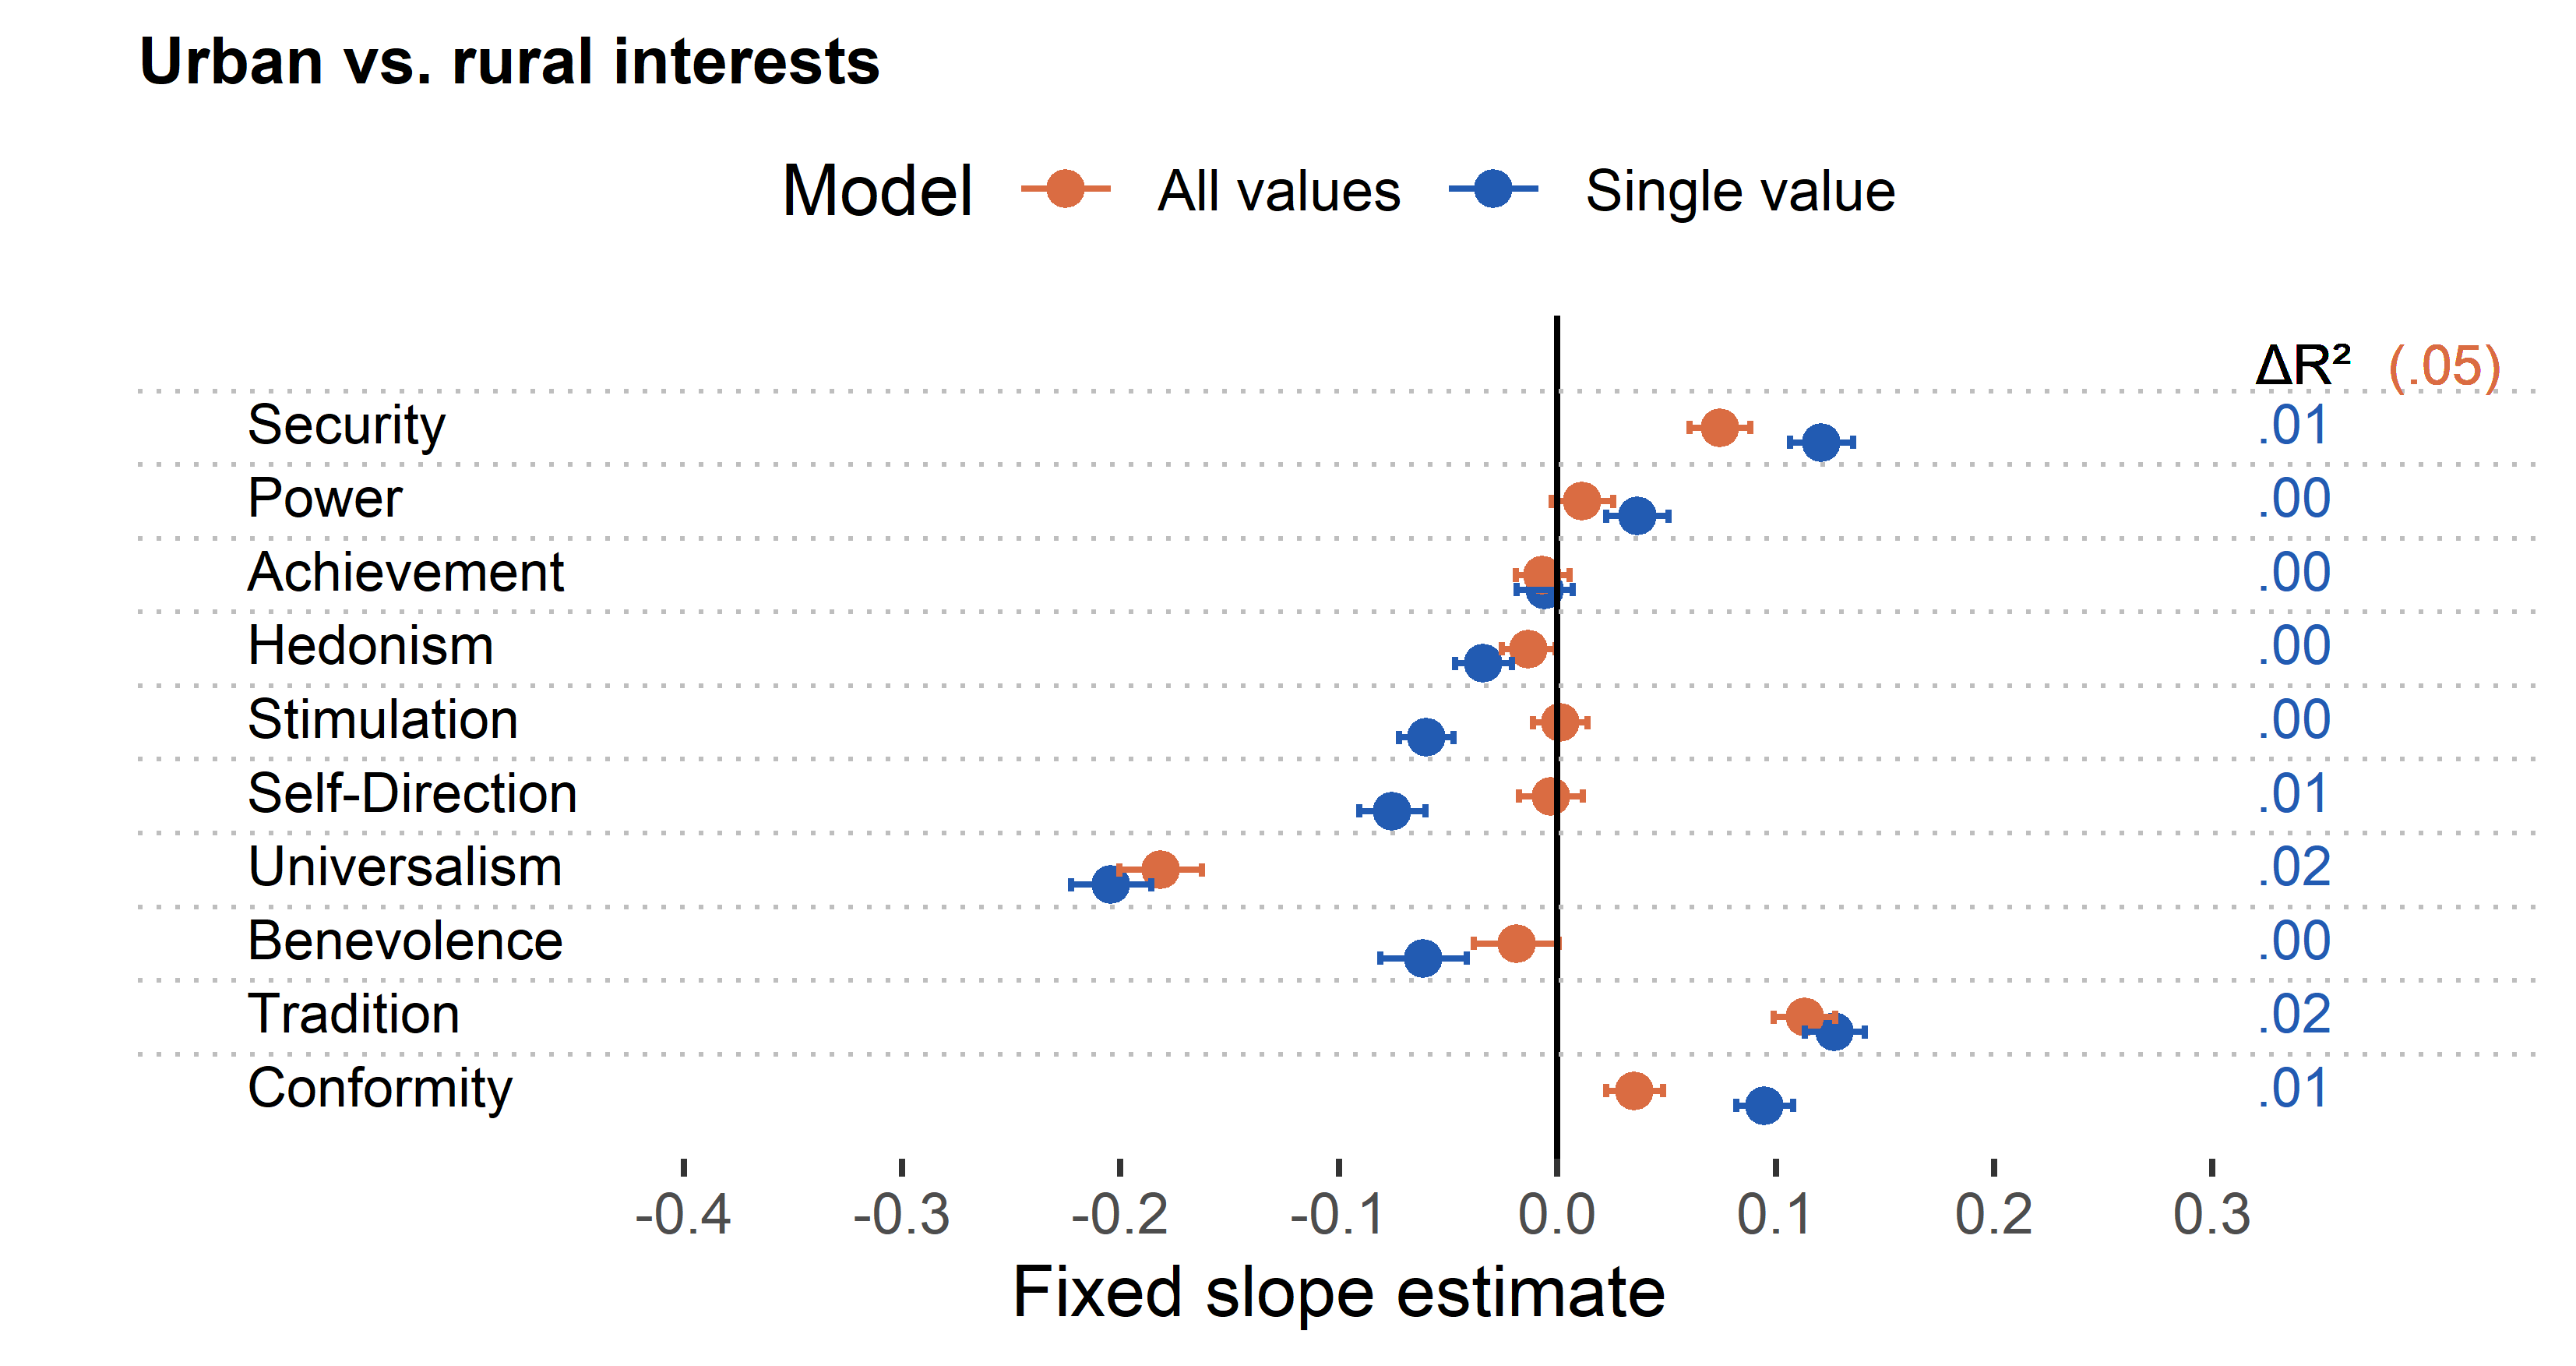 Urban vs. rural interests
Model All values Single value
ΔR² (.05)
Security .01
Power .00
Achievement .00
Hedonism .00
Stimulation .00
Self-Direction .01
Universalism .02
Benevolence .00
Tradition .02
Conformity .01
-0.4 -0.3 -0.2 -0.1 0.0 0.1 0.2 0.3
Fixed slope estimate